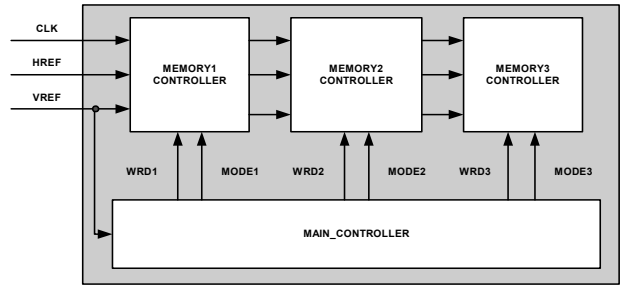 CLK
HREF
VREF
MEMORY1
CONTROLLER
MEMORY2
CONTROLLER
MEMORY3
CONTROLLER
WRD1
MODE1
WRD2
MODE2
WRD3
MODE3
MAIN_CONTROLLER